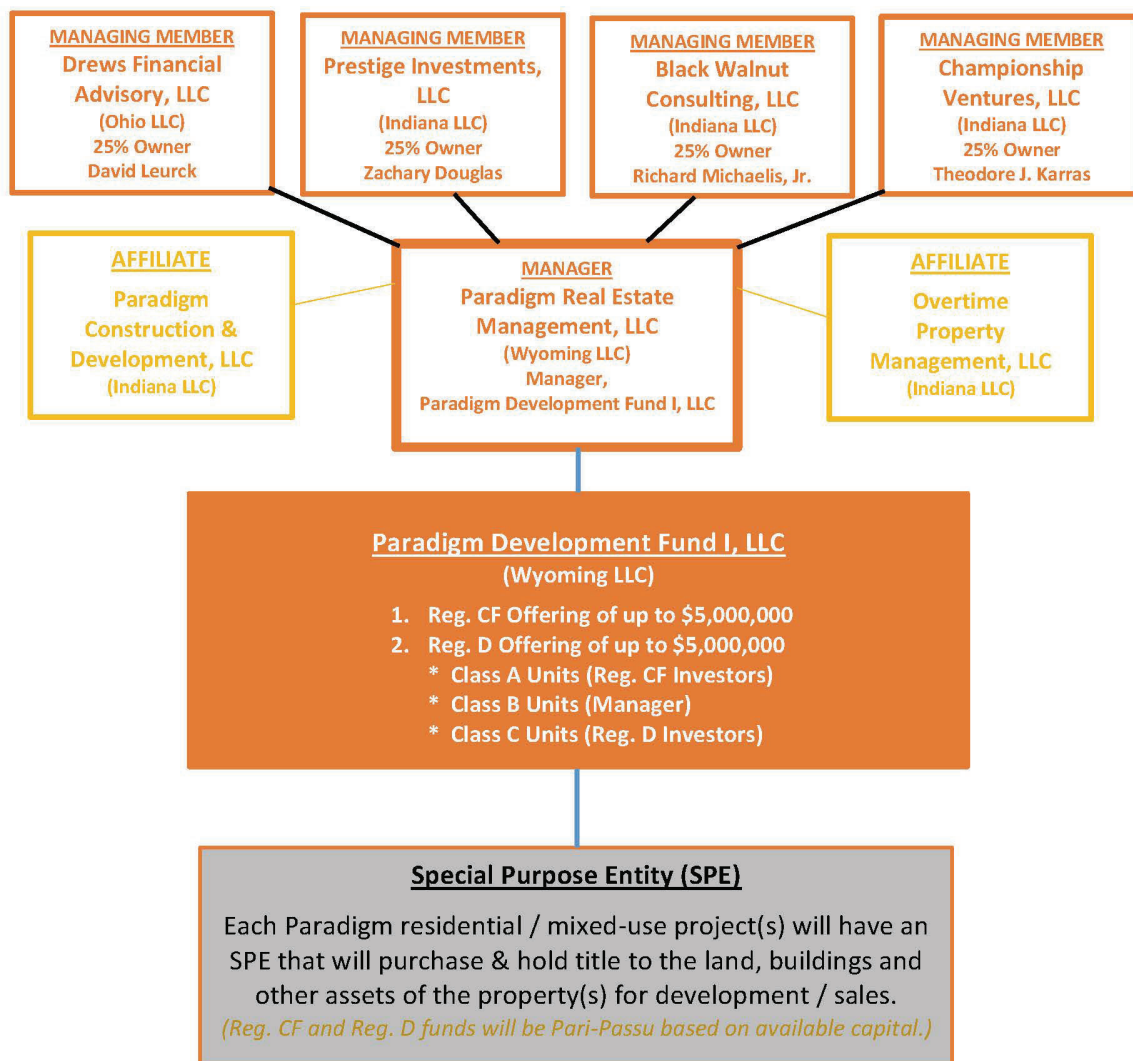 MANAGING MEMBER
Drews Financial
Advisory, LLC
(Ohio LLC)
25% Owner
David Leurck
MANAGING MEMBER
Prestige Investments,
LLC
(Indiana LLC)
25% Owner
Zachary Douglas
MANAGING MEMBER
Black Walnut
Consulting, LLC
(Indiana LLC)
25% Owner
Richard Michaelis, Jr.
MANAGING MEMBER
Championship
Ventures, LLC
(Indiana LLC)
25% Owner
Theodore J. Karras
AFFILIATE
Paradigm
Construction &
Development, LLC
(Indiana LLC)
MANAGER
Paradigm Real Estate
Management, LLC
(Wyoming LLC)
Manager,
Paradigm Development Fund I, LLC
AFFILIATE
Overtime
Property
Management, LLC
(Indiana LLC)
Paradigm Development Fund I, LLC
(Wyoming LLC)
1. Reg. CF Offering of up to $5,000,000
2. Reg. D Offering of up to $5,000,000
* Class A Units (Reg. CF Investors)
* Class B Units (Manager)
* Class C Units (Reg. D Investors)
Special Purpose Entity (SPE)
Each Paradigm residential / mixed-use project(s) will have an
SPE that will purchase & hold title to the land, buildings and
other assets of the property(s) for development / sales.
(Reg. CF and Reg. D funds will be Pari-Passu based on available capital.)